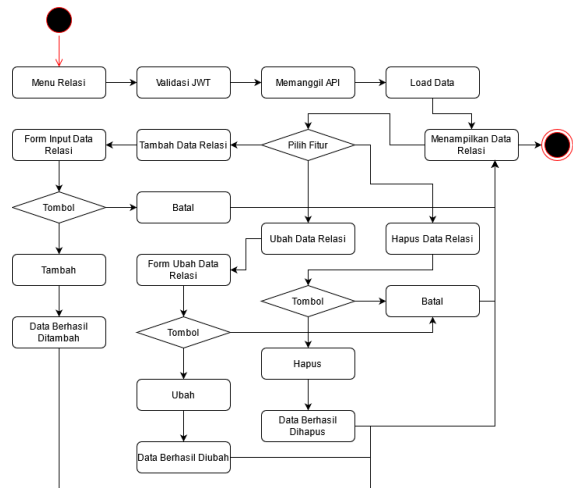 Menu Relasi
Validasi JWT
Memanggil API
Load Data
Form Input Data
Relasi
Tambah Data Relasi
Pilih Fitur
Menampilkan Data
Relasi
Tombol
Batal
Ubah Data Relasi
Hapus Data Relasi
Tambah
Form Ubah Data
Relasi
Tombol
Batal
Data Berhasil
Ditambah
Tombol
Hapus
Ubah
Data Berhasil
Dihapus
Data Berhasil Diubah